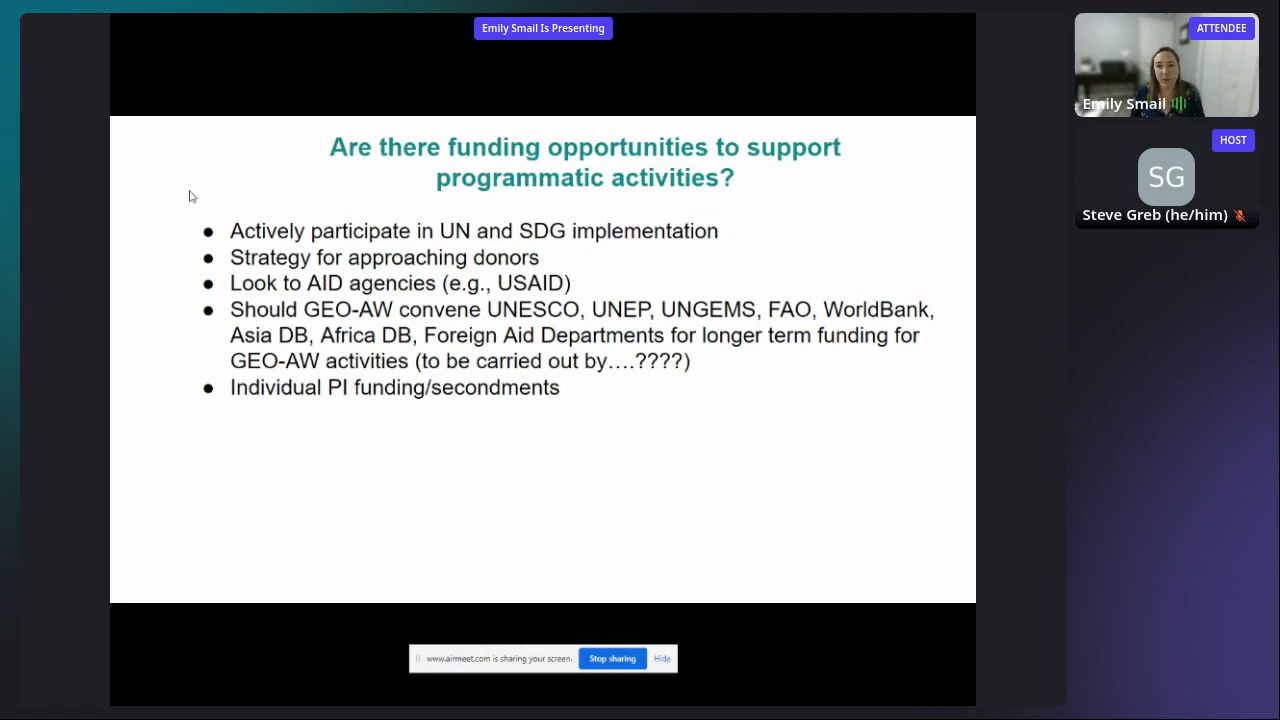 Emily Smail Is Presenting
ATTENDEE
Emily Smail
HOST
SG
Steve Greb (he/him)
Are there funding opportunities to support
programmatic activities?
● Actively participate in UN and SDG implementation
● Strategy for approaching donors
● Look to AID agencies (e.g., USAID)
● Should GEO-AW convene UNESCO, UNEP, UNGEMS, FAO, WorldBank,
Asia DB, Africa DB, Foreign Aid Departments for longer term funding for
GEO-AW activities (to be carried out by….????)
● Individual PI funding/secondments
www.airmeet.com is sharing your screen. Stop sharing Hide